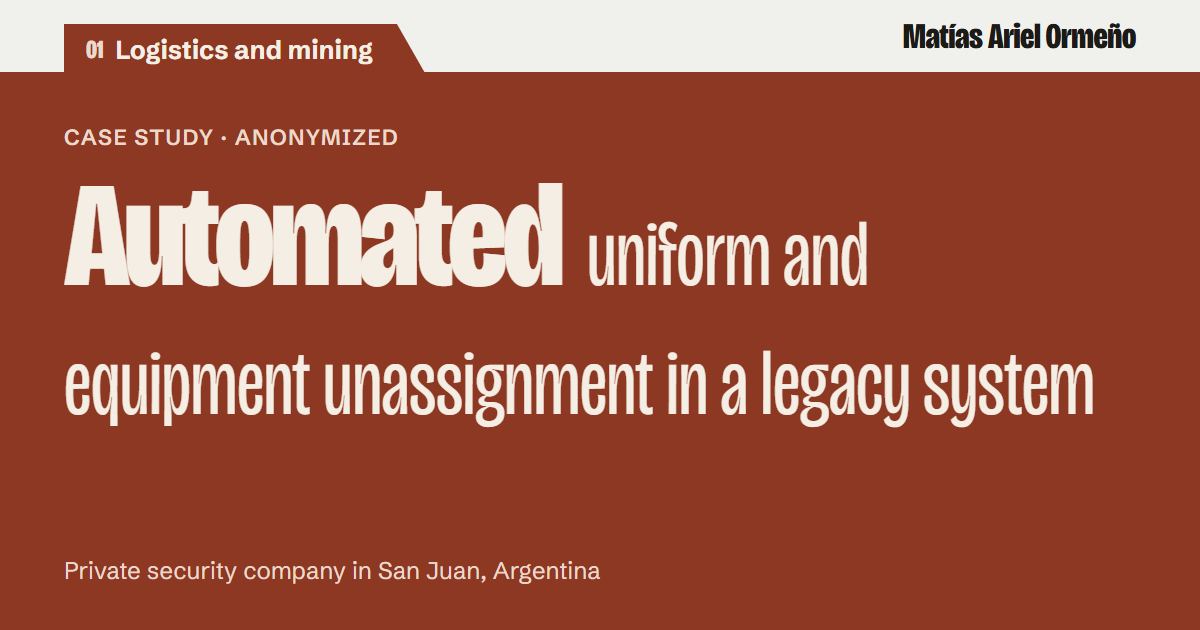 01 Logistics and mining
Matías Ariel Ormeño
CASE STUDY · ANONYMIZED
Automated uniform and
equipment unassignment in a legacy system
Private security company in San Juan, Argentina